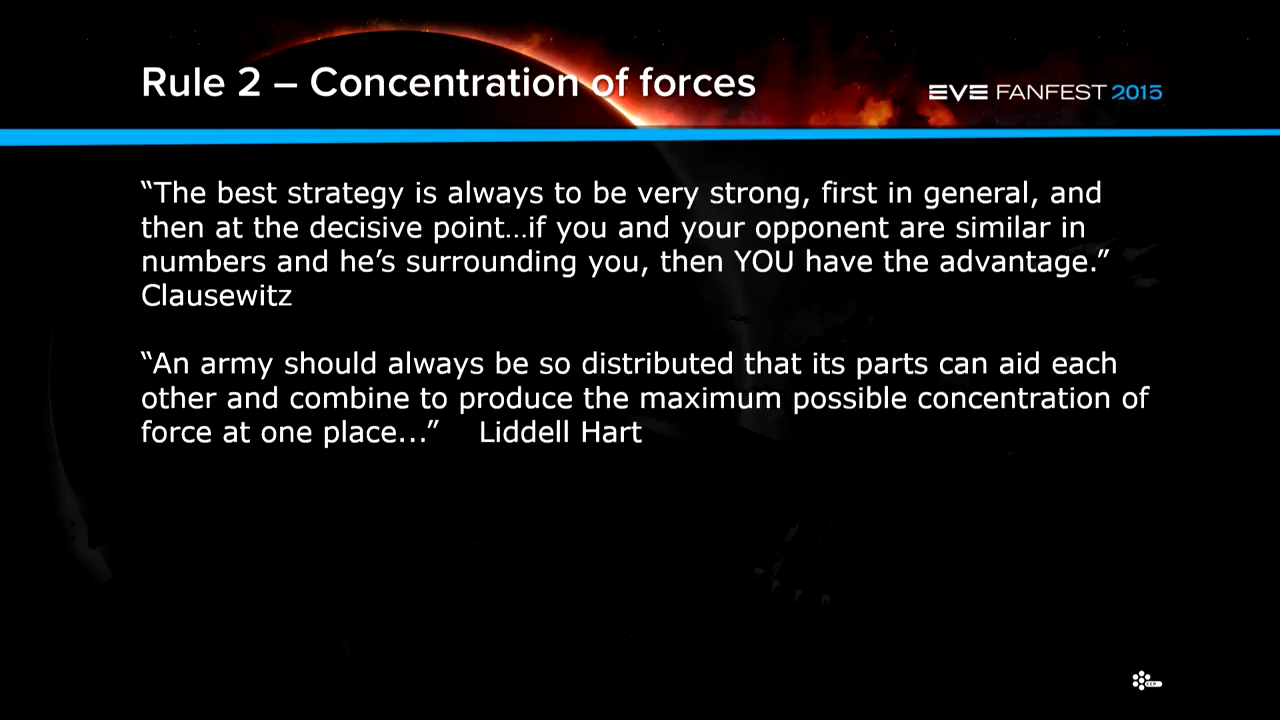 Rule 2 – Concentration of forces
EVE FANFEST 2015
“The best strategy is always to be very strong, first in general, and
then at the decisive point…if you and your opponent are similar in
numbers and he’s surrounding you, then YOU have the advantage.”
Clausewitz
“An army should always be so distributed that its parts can aid each
other and combine to produce the maximum possible concentration of
force at one place...”    Liddell Hart
CCP